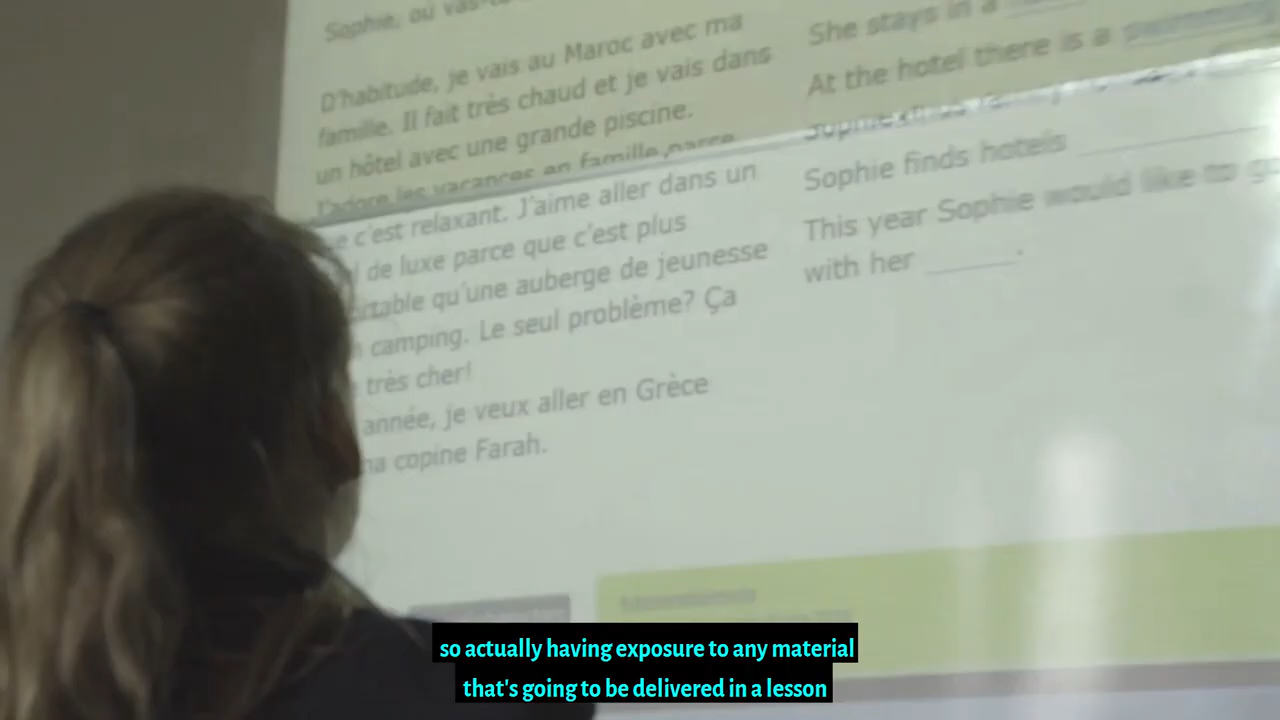 Sophie, où vas-
D'habitude, je vais au Maroc avec ma
famille. Il fait très chaud et je vais dans
un hôtel avec une grande piscine.
J'adore les vacances en famille parce
c'est relaxant. J'aime aller dans un
de luxe parce que c'est plus
qu'une auberge de jeunesse
camping. Le seul problème? Ça
très cher!
année, je veux aller en Grèce
copine Farah.
She stays in a
At the hotel there is a swimming
Sophie finds
Sophie finds hotels
This year Sophie would like to go
with her ______.
so actually having exposure to any material
that's going to be delivered in a lesson